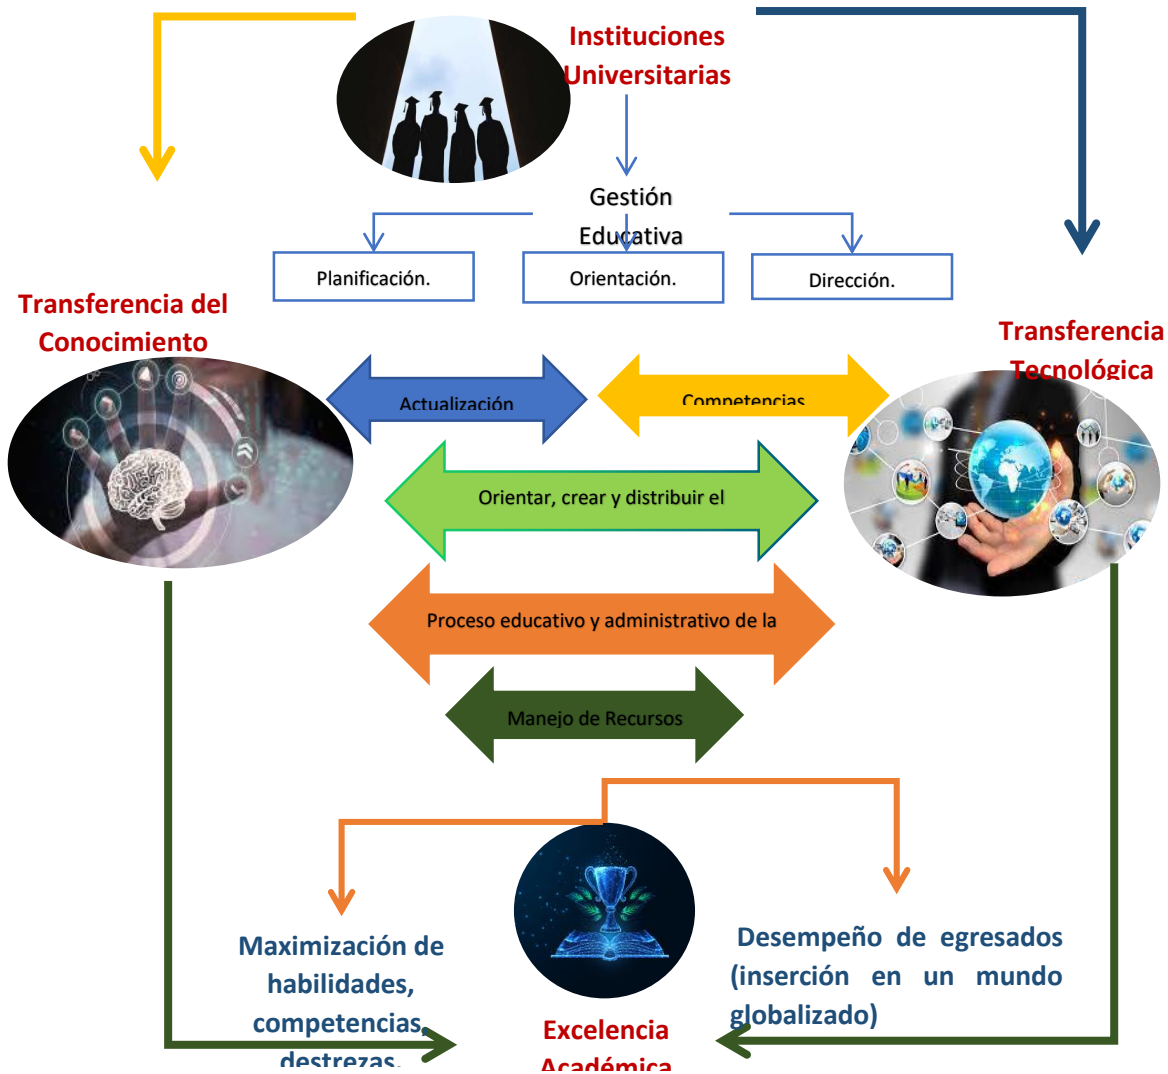 Instituciones
Universitarias
Gestión
Educativa
Planificación.
Orientación.
Dirección.
Transferencia del
Conocimiento
Transferencia
Tecnológica
Actualización
Competencias
Orientar, crear y distribuir el
Proceso educativo y administrativo de la
Manejo de Recursos
Maximización de
habilidades,
competencias,
destrezas.
Desempeño de egresados
(inserción en un mundo
globalizado)
Excelencia
Académica